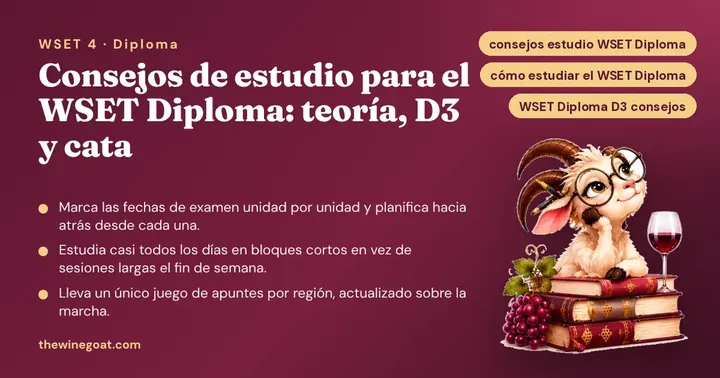 WSET 4 · Diploma
Consejos de estudio para el
WSET Diploma: teoría, D3
y cata
consejos estudio WSET Diploma
cómo estudiar el WSET Diploma
WSET Diploma D3 consejos
Marca las fechas de examen unidad por unidad y planifica hacia
atrás desde cada una.
Estudia casi todos los días en bloques cortos en vez de
sesiones largas el fin de semana.
Lleva un único juego de apuntes por región, actualizado sobre la
marcha.
thewinegoat.com